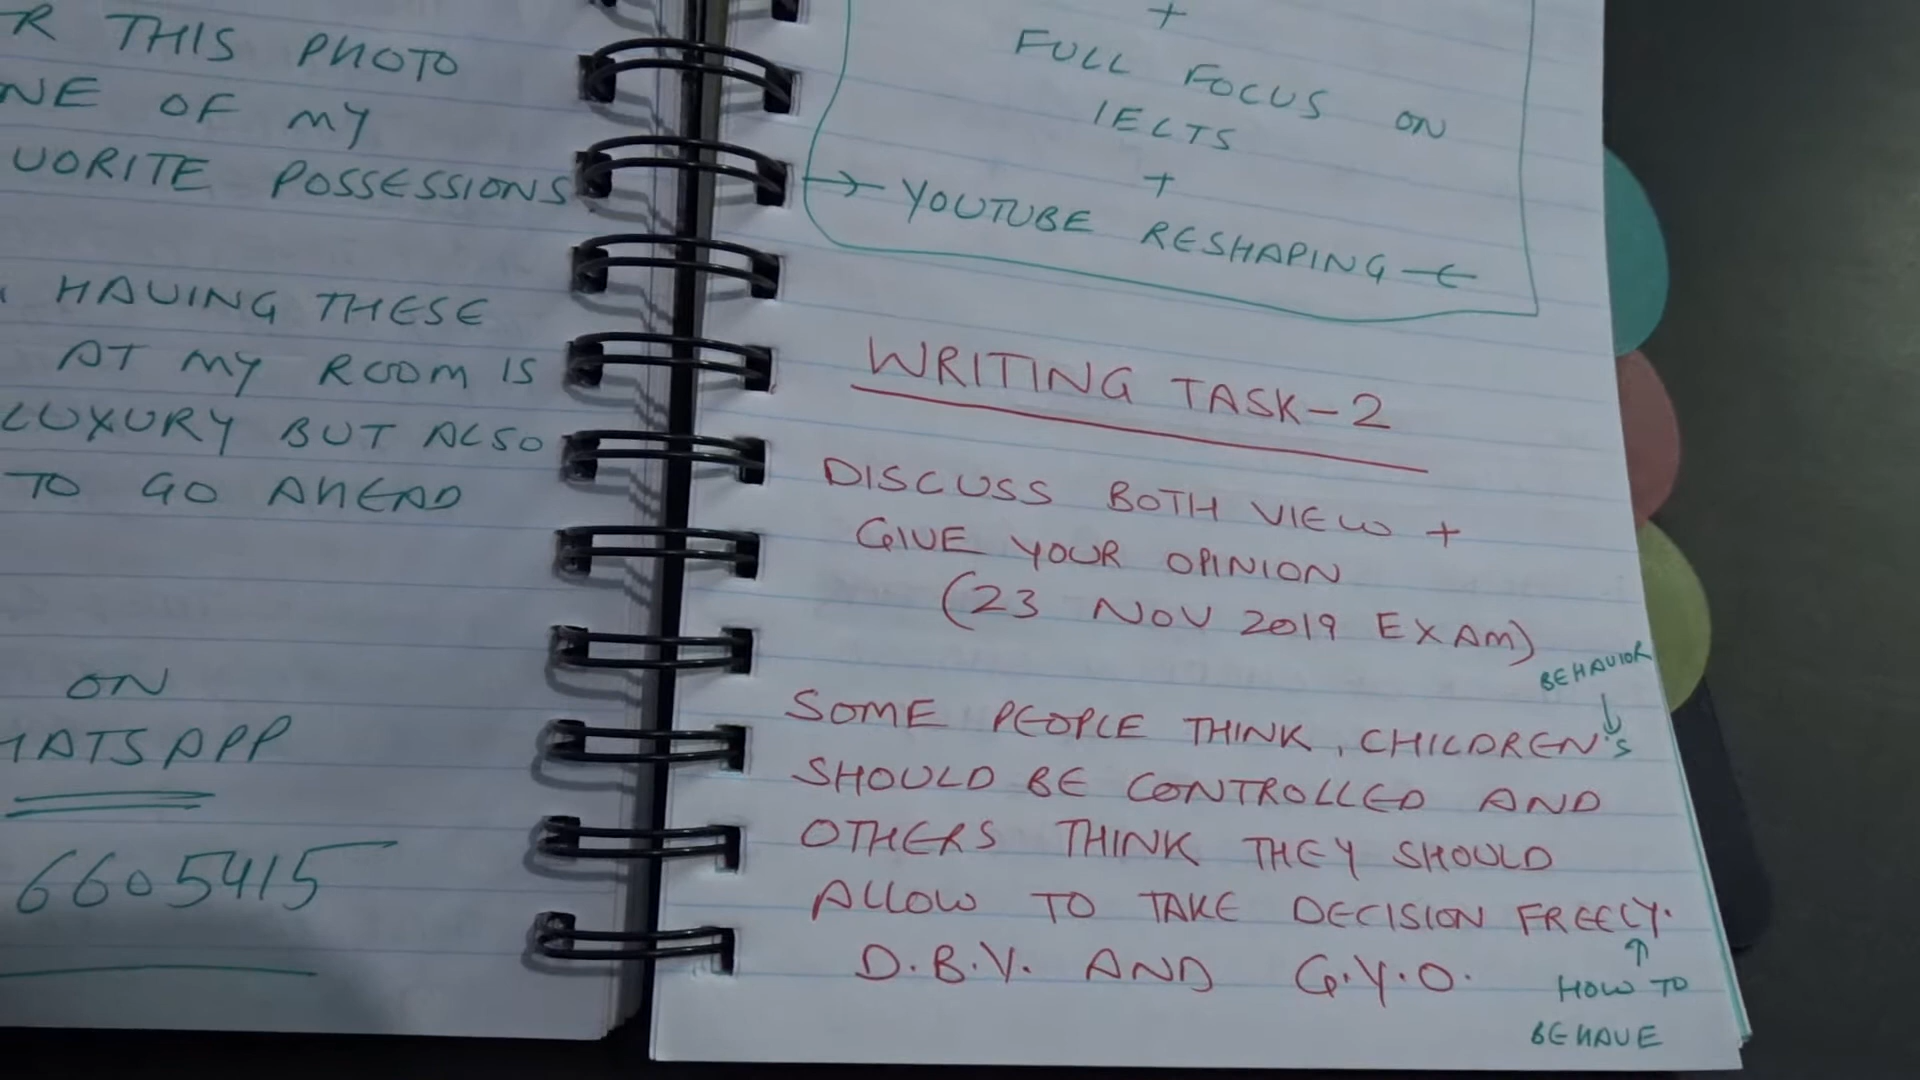 R THIS PHOTO
NE OF MY
UORITE POSSESSIONS
HAVING THESE
AT MY ROOM IS
LUXURY BUT ALSO
TO GO AHEAD
ON
HATSAPP
6605415
+
FULL FOCUS ON
IELTS
+
→ YOUTUBE RESHAPING ←
WRITING TASK-2
DISCUSS BOTH VIEW +
GIVE YOUR OPINION
(23 NOV 2019 EXAM)
BEHAVIOR
↓
SOME PEOPLE THINK, CHILDREN'S
SHOULD BE CONTROLLED AND
OTHERS THINK THEY SHOULD
ALLOW TO TAKE DECISION FREELY.
↑
D.B.V. AND G.Y.O.
HOW TO
BEHAVE